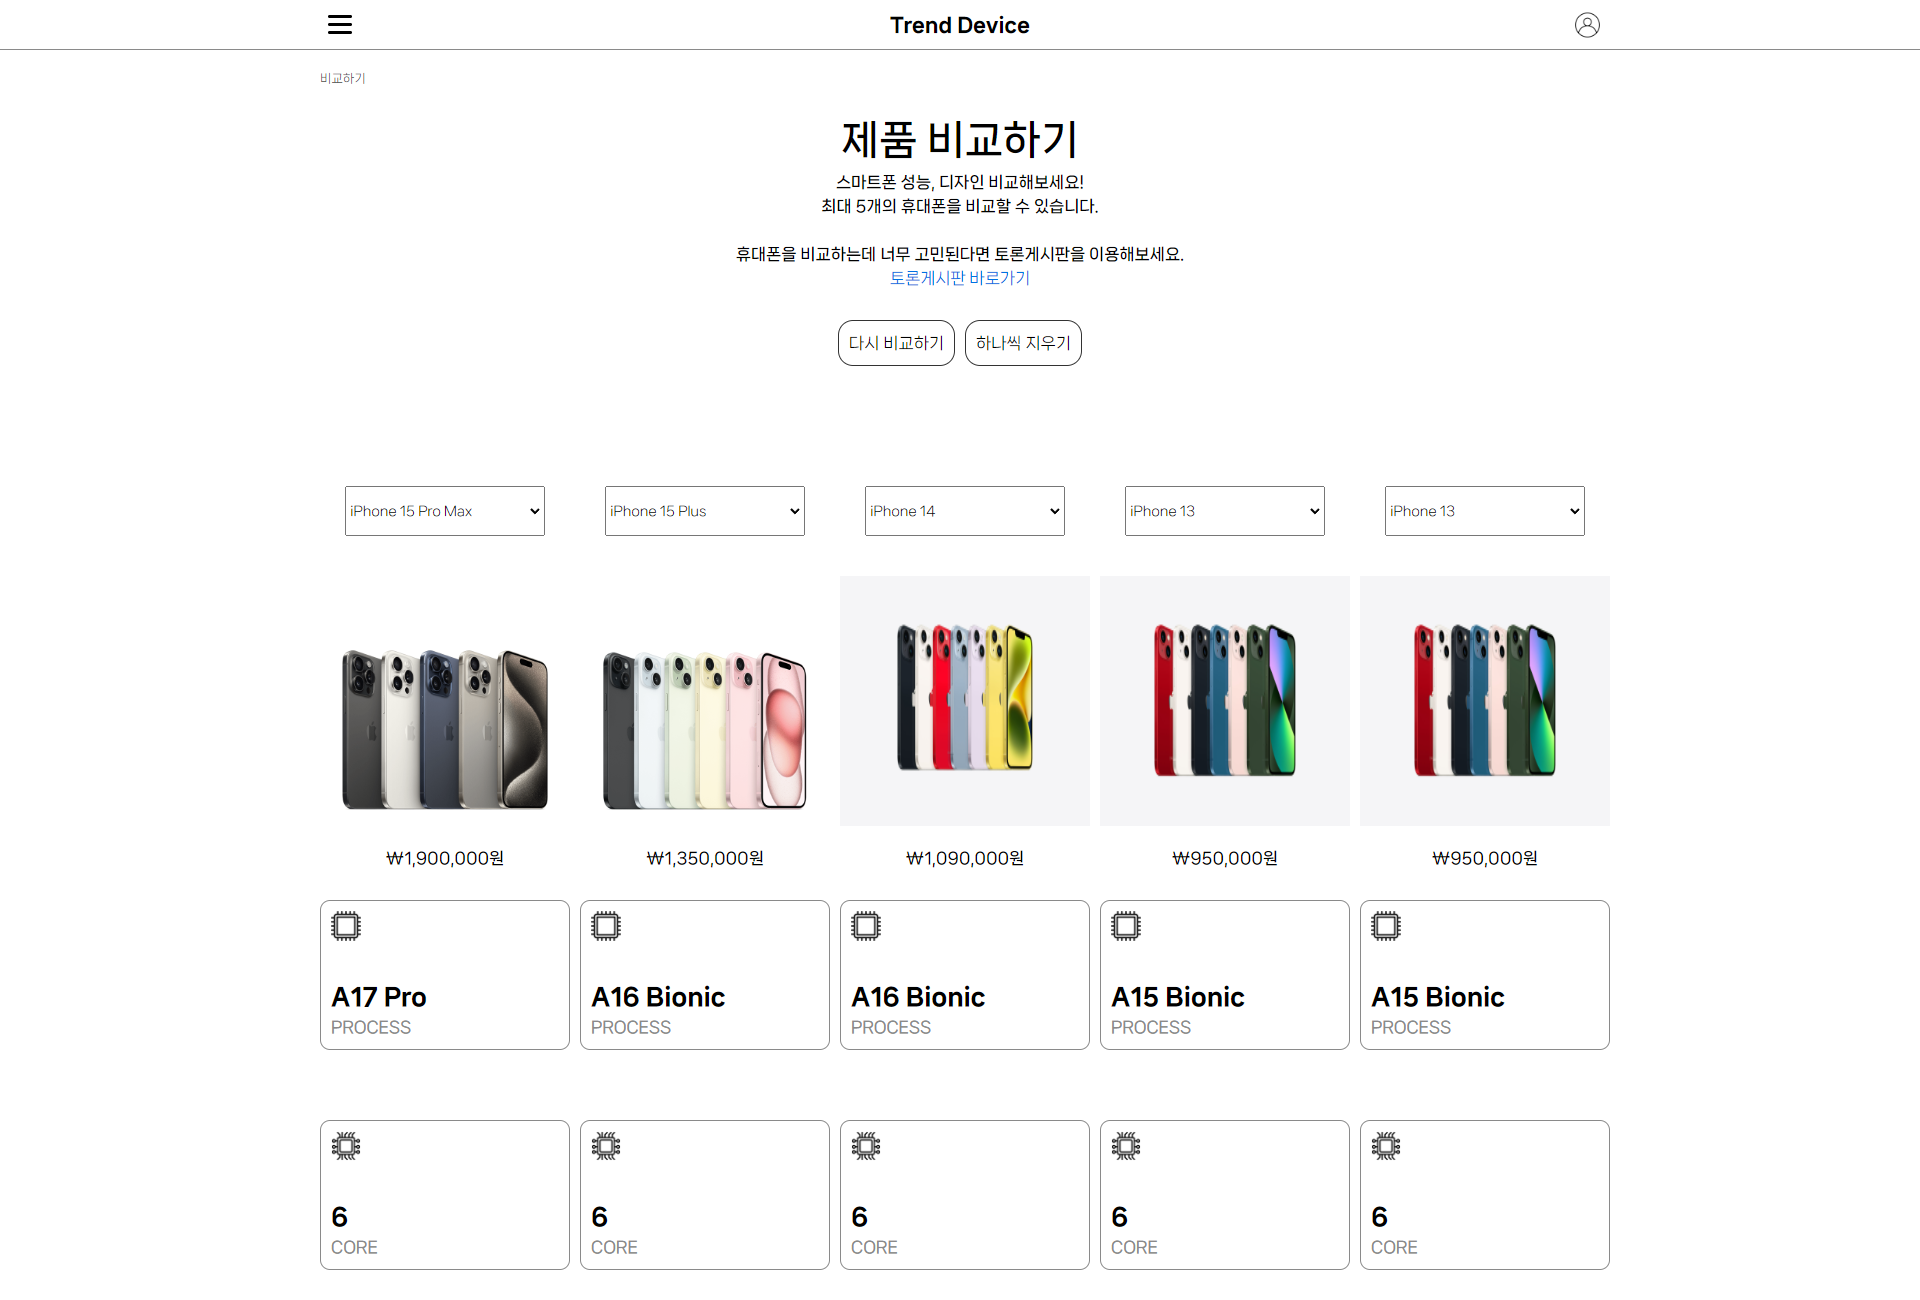 Trend Device
비교하기
제품 비교하기
스마트폰 성능, 디자인 비교해보세요!
최대 5개의 휴대폰을 비교할 수 있습니다.
휴대폰을 비교하는데 너무 고민된다면 토론게시판을 이용해보세요.
토론게시판 바로가기
다시 비교하기 하나씩 지우기
iPhone 15 Pro Max iPhone 15 Plus iPhone 14 iPhone 13 iPhone 13
₩1,900,000원 ₩1,350,000원 ₩1,090,000원 ₩950,000원 ₩950,000원
A17 Pro A16 Bionic A16 Bionic A15 Bionic A15 Bionic
PROCESS PROCESS PROCESS PROCESS PROCESS
6 6 6 6 6
CORE CORE CORE CORE CORE